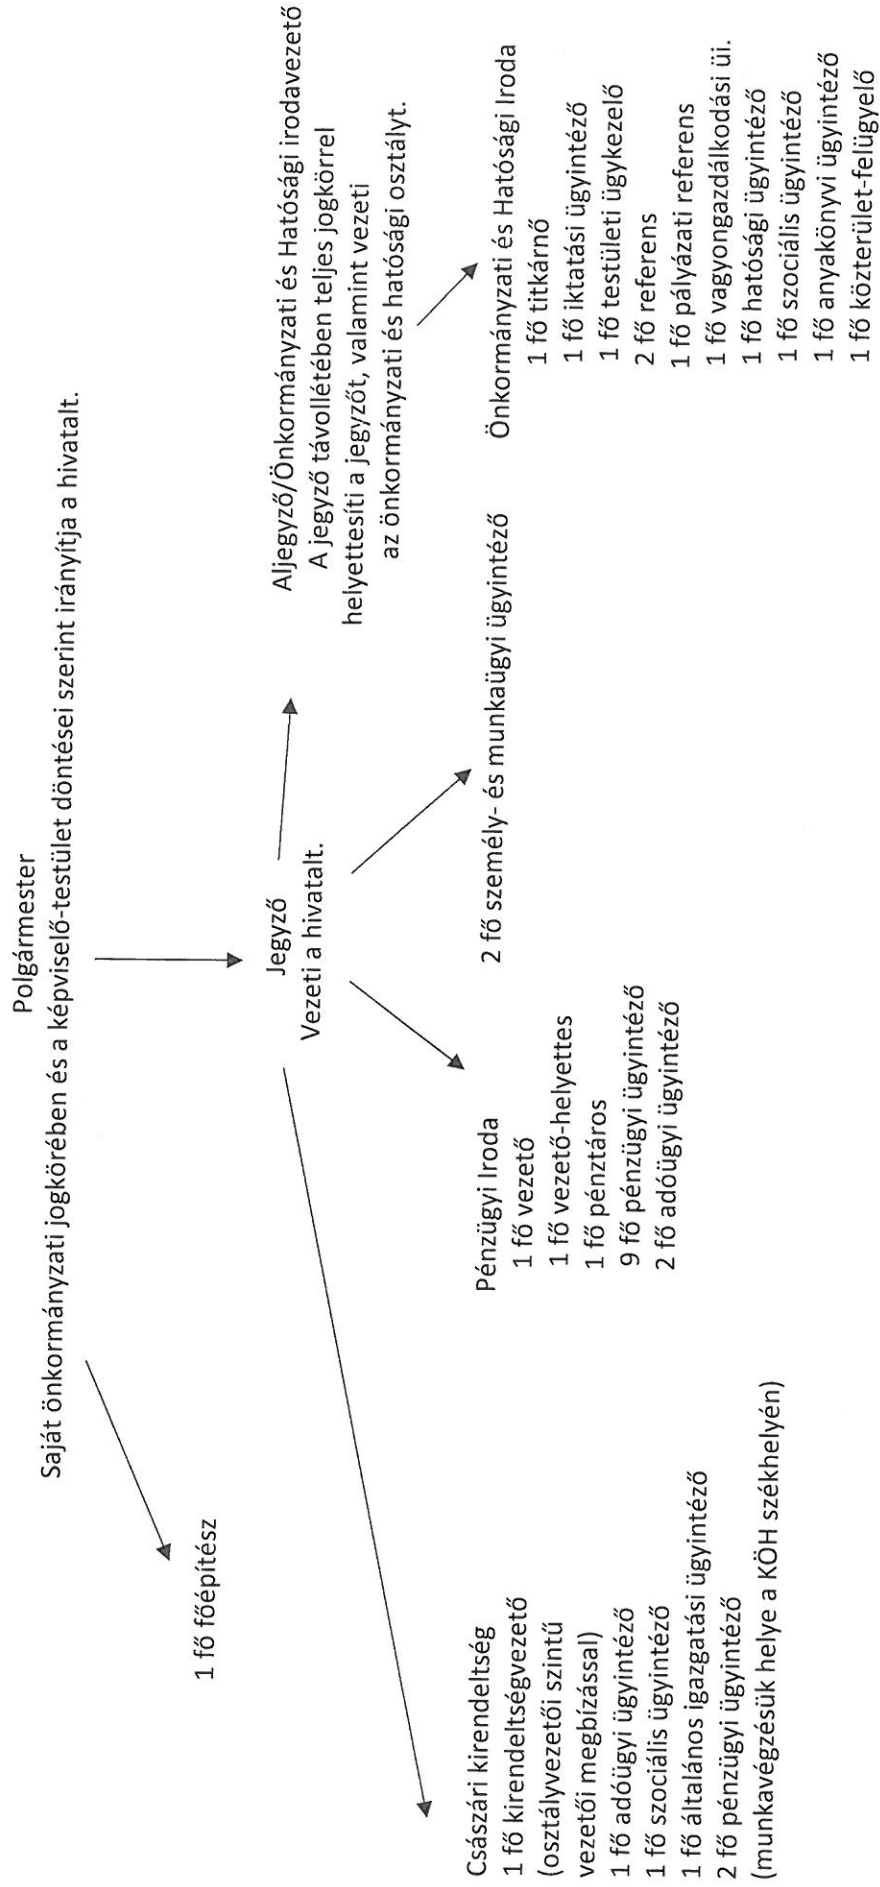 Polgármester
Saját önkormányzati jogkörében és a képviselő-testület döntései szerint irányítja a hivatalt.
1 fő főépítész
Jegyző
Vezeti a hivatalt.
Aljegyző/Önkormányzati és Hatósági irodavezető
A jegyző távollétében teljes jogkörrel
helyettesíti a jegyzőt, valamint vezeti
az önkormányzati és hatósági osztályt.
Császári kirendeltség
1 fő kirendeltségvezető
(osztályvezetői szintű
vezetői megbízással)
1 fő adóügyi ügyintéző
1 fő szociális ügyintéző
1 fő általános igazgatási ügyintéző
2 fő pénzügyi ügyintéző
(munkavégzésük helye a KÖH székhelyén)
Pénzügyi Iroda
1 fő vezető
1 fő vezető-helyettes
1 fő pénztáros
9 fő pénzügyi ügyintéző
2 fő adóügyi ügyintéző
2 fő személy- és munkaügyi ügyintéző
Önkormányzati és Hatósági Iroda
1 fő titkárnő
1 fő iktatási ügyintéző
1 fő testületi ügykezelő
2 fő referens
1 fő pályázati referens
1 fő vagyongazdálkodási üi.
1 fő hatósági ügyintéző
1 fő szociális ügyintéző
1 fő anyakönyvi ügyintéző
1 fő közterület-felügyelő